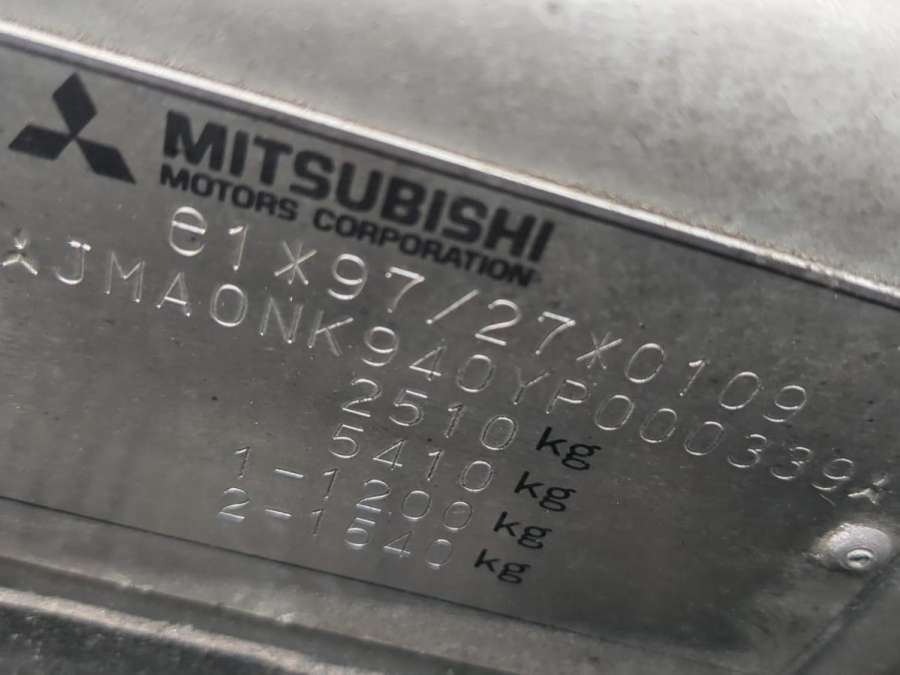 MITSUBISHI
MOTORS CORPORATION
e1*97/27*0109
*JMA0NK940YP000339*
2510 kg
5410 kg
1-1200 kg
2-1540 kg